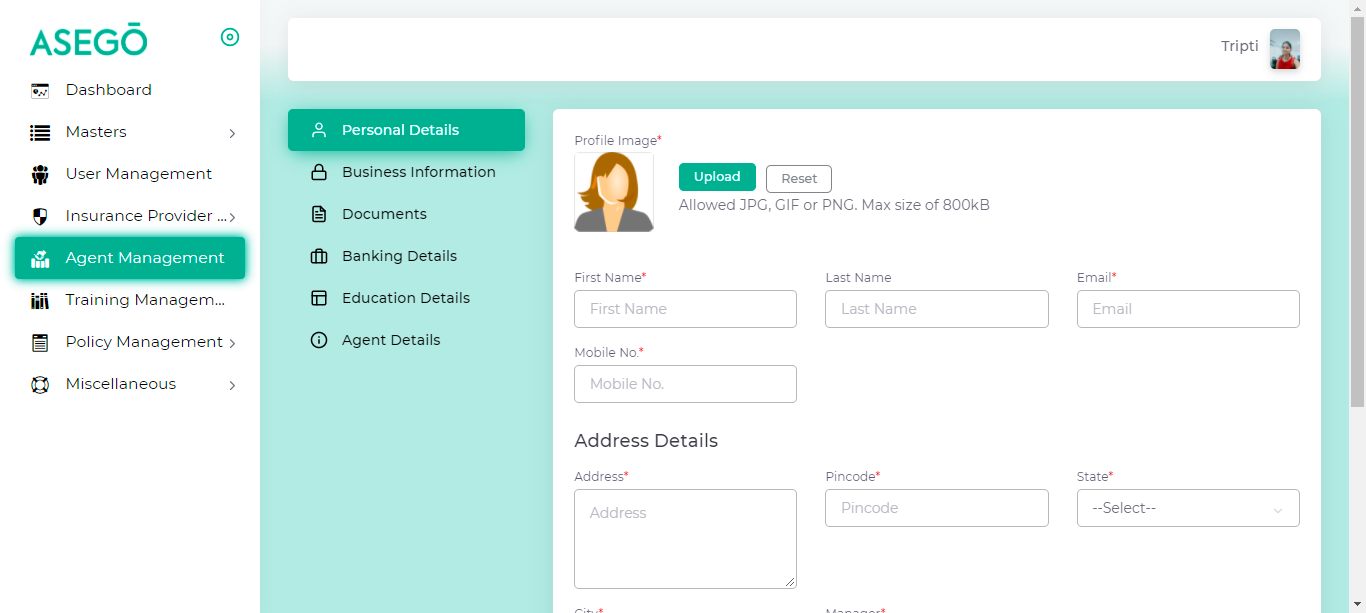 ASEGŌ
Tripti
Dashboard
Masters
User Management
Insurance Provider ...
Agent Management
Training Managem...
Policy Management
Miscellaneous
Personal Details
Business Information
Documents
Banking Details
Education Details
Agent Details
Profile Image*
Upload
Reset
Allowed JPG, GIF or PNG. Max size of 800kB
First Name* Last Name Email*
First Name Last Name Email
Mobile No.*
Mobile No.
Address Details
Address* Pincode* State*
Address Pincode --Select--
City* Manager*